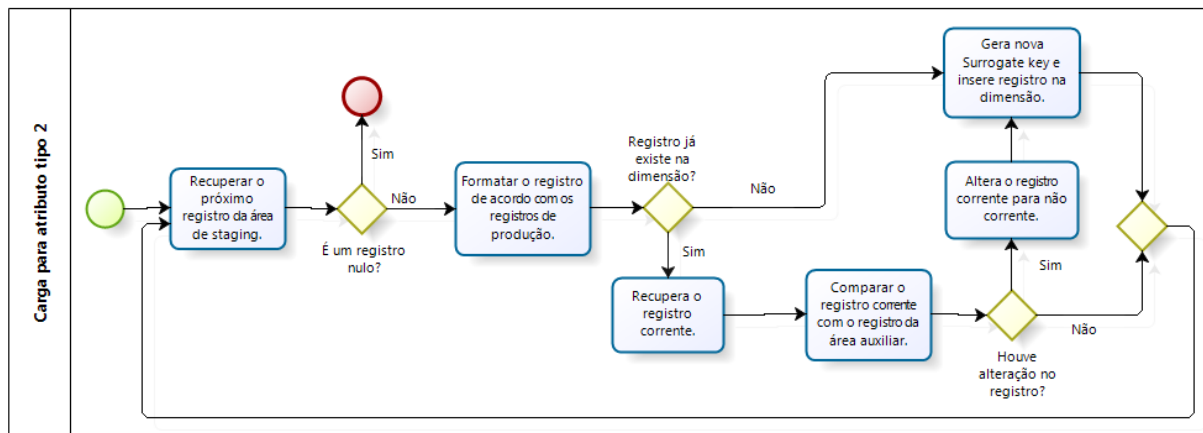 Carga para atributo tipo 2
Recuperar o
próximo
registro da área
de staging.
Sim
É um registro
nulo?
Não
Formatar o registro
de acordo com os
registros de
produção.
Registro já
existe na
dimensão?
Não
Sim
Recupera o
registro
corrente.
Comparar o
registro corrente
com o registro da
área auxiliar.
Houve
alteração no
registro?
Sim
Não
Altera o registro
corrente para não
corrente.
Gera nova
Surrogate key e
insere registro na
dimensão.